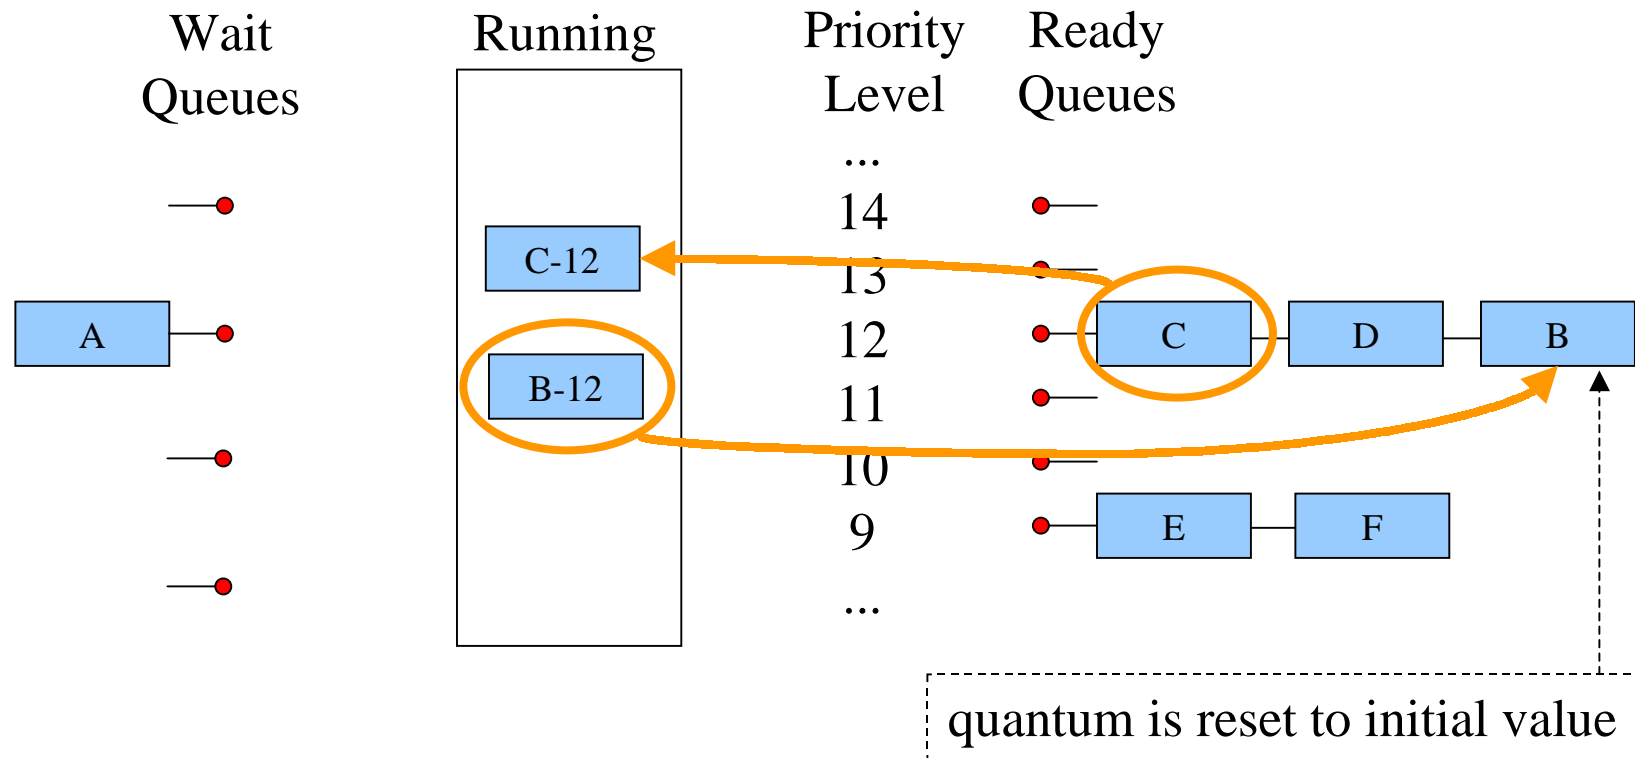 Wait
Queues
Running
Priority
Level
Ready
Queues
...
14
13
12
11
10
9
...
A
C-12
B-12
C
D
B
E
F
quantum is reset to initial value